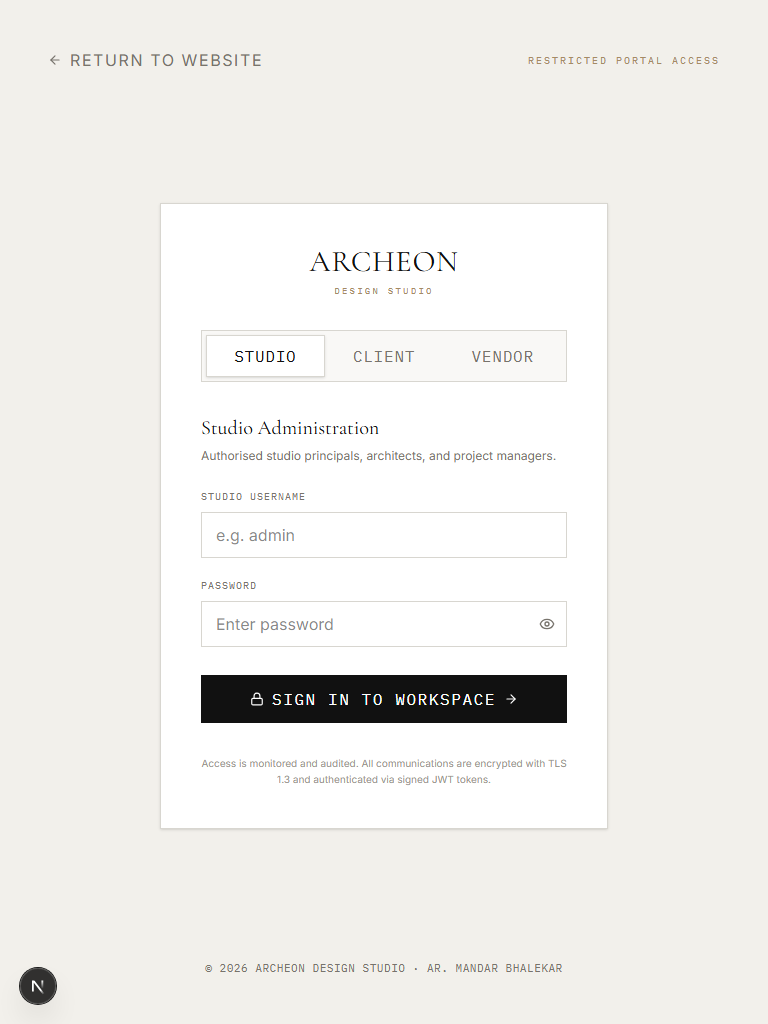 RETURN TO WEBSITE
RESTRICTED PORTAL ACCESS
ARCHEON
DESIGN STUDIO
STUDIO CLIENT VENDOR
Studio Administration
Authorised studio principals, architects, and project managers.
STUDIO USERNAME
e.g. admin
PASSWORD
Enter password
SIGN IN TO WORKSPACE
Access is monitored and audited. All communications are encrypted with TLS
1.3 and authenticated via signed JWT tokens.
© 2026 ARCHEON DESIGN STUDIO · AR. MANDAR BHALEKAR
N